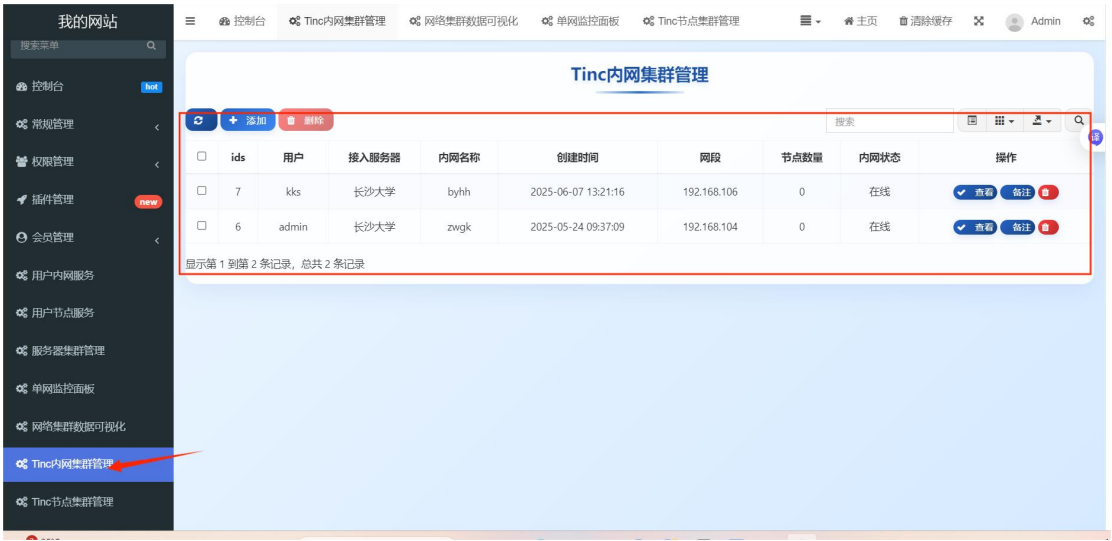 我的网站
控制台 Tinc内网集群管理 网络集群数据可视化 单网监控面板 Tinc节点集群管理 主页 清除缓存 Admin
搜索菜单
控制台 hot
常规管理
权限管理
插件管理 new
会员管理
用户内网服务
用户节点服务
服务器集群管理
单网监控面板
网络集群数据可视化
Tinc内网集群管理
Tinc节点集群管理
Tinc内网集群管理
添加 删除 搜索
译
ids 用户 接入服务器 内网名称 创建时间 网段 节点数量 内网状态 操作
7 kks 长沙大学 byhh 2025-06-07 13:21:16 192.168.106 0 在线 查看 备注
6 admin 长沙大学 zwgk 2025-05-24 09:37:09 192.168.104 0 在线 查看 备注
显示第 1 到第 2 条记录，总共 2 条记录